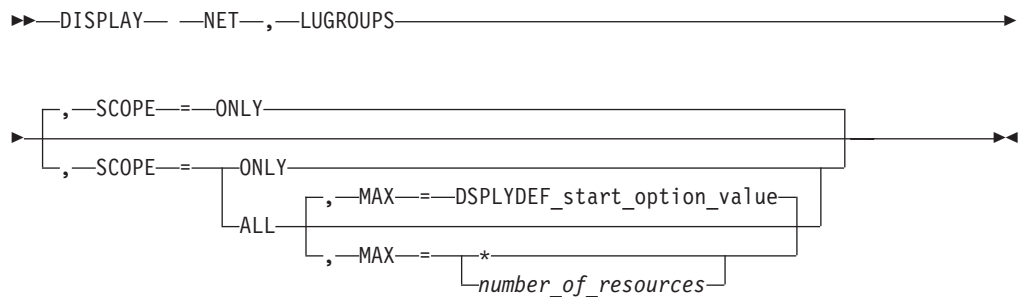 DISPLAY NET , LUGROUPS
, SCOPE = ONLY
, SCOPE = ONLY
, MAX = DSPLYDEF_start_option_value
ALL
, MAX = *
number_of_resources